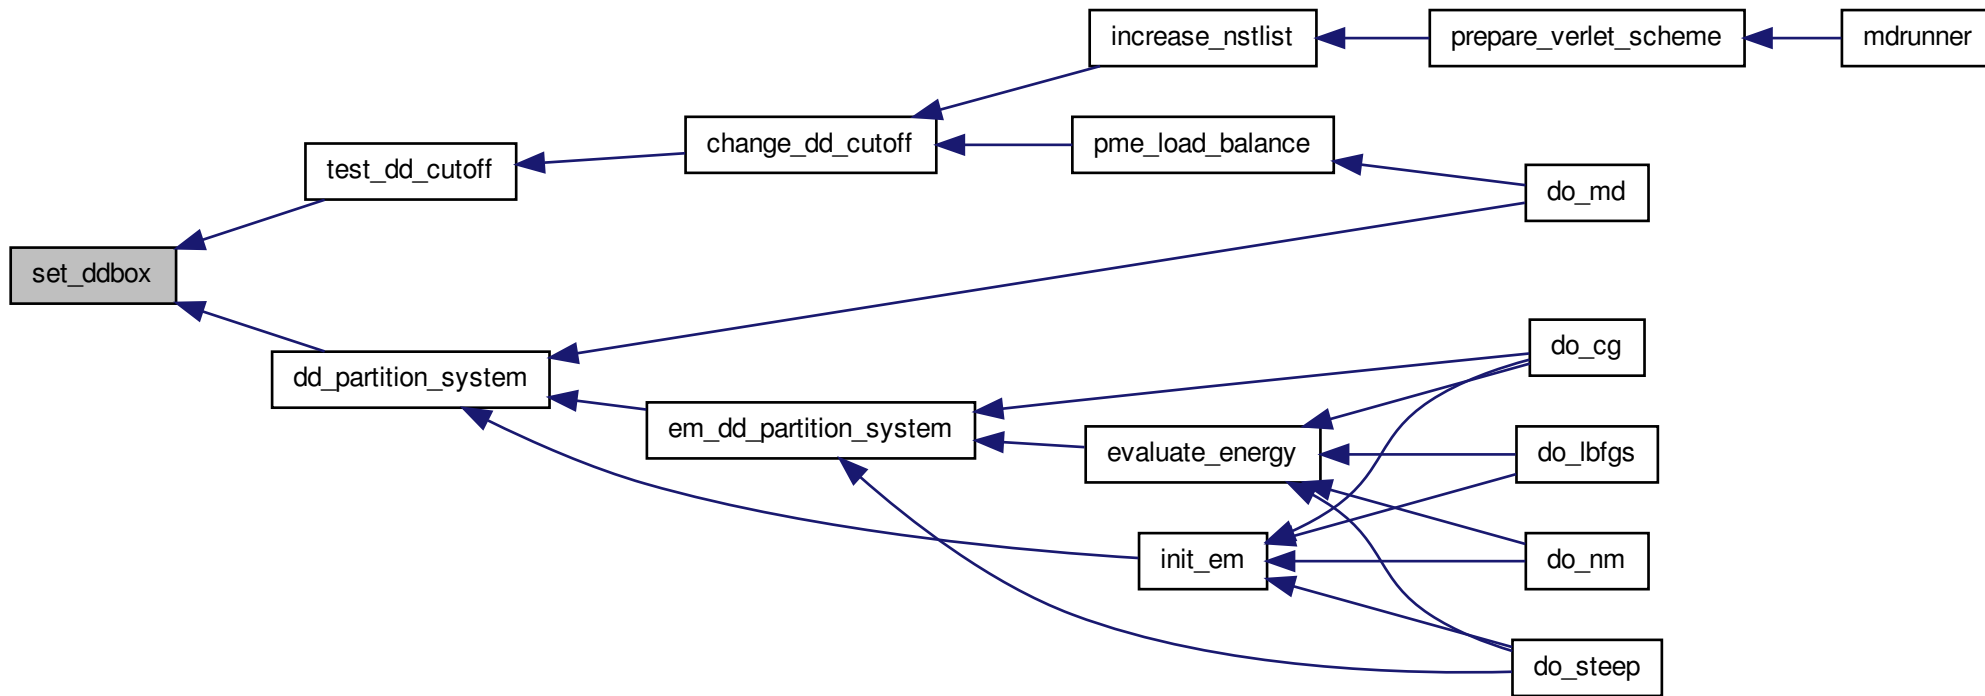 increase_nstlist
prepare_verlet_scheme
mdrunner
change_dd_cutoff
pme_load_balance
test_dd_cutoff
do_md
set_ddbox
dd_partition_system
do_cg
em_dd_partition_system
evaluate_energy
do_lbfgs
init_em
do_nm
do_steep